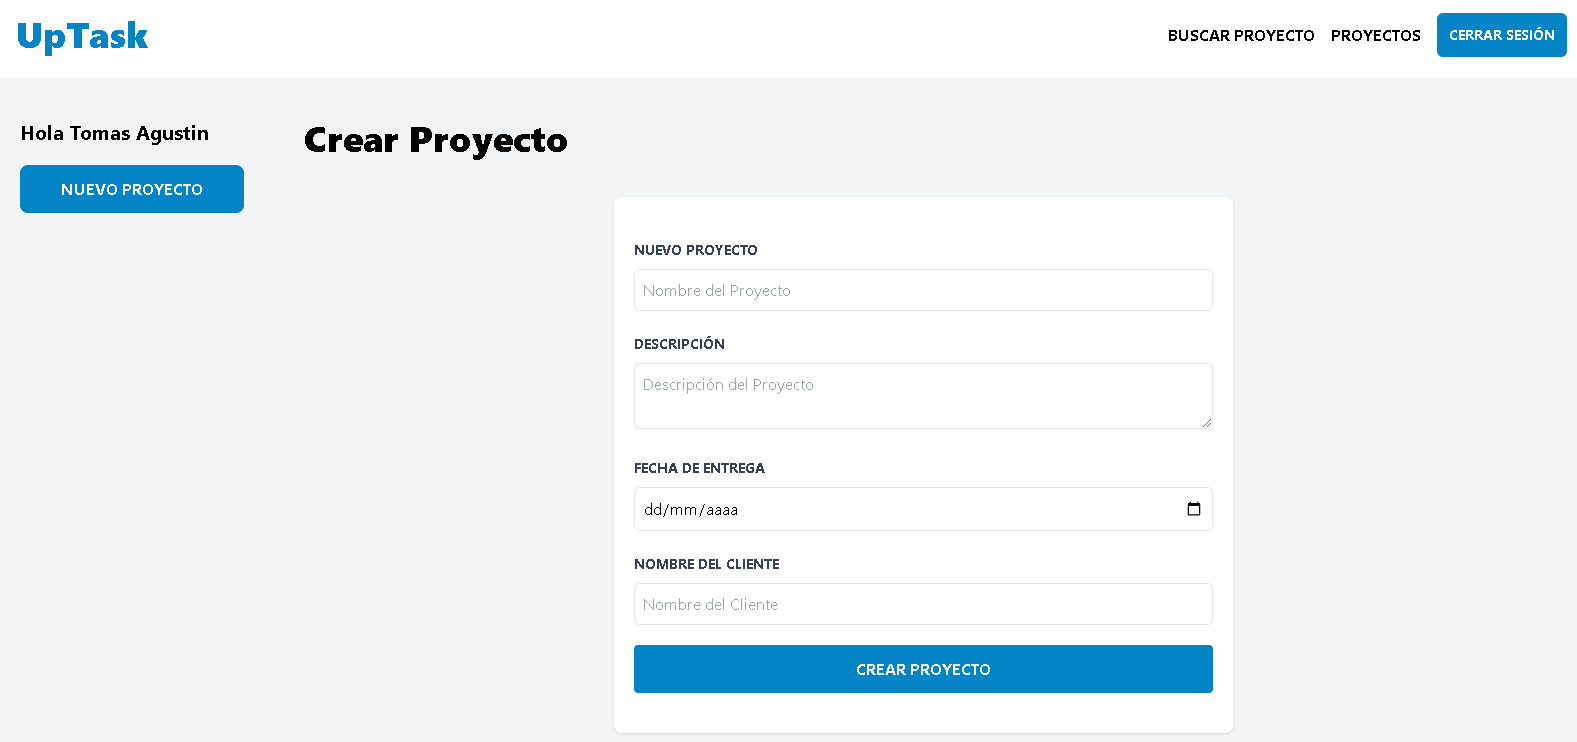 UpTask
BUSCAR PROYECTO PROYECTOS CERRAR SESIÓN
Hola Tomas Agustin
NUEVO PROYECTO
Crear Proyecto
NUEVO PROYECTO
Nombre del Proyecto
DESCRIPCIÓN
Descripción del Proyecto
FECHA DE ENTREGA
dd/mm/aaaa
NOMBRE DEL CLIENTE
Nombre del Cliente
CREAR PROYECTO